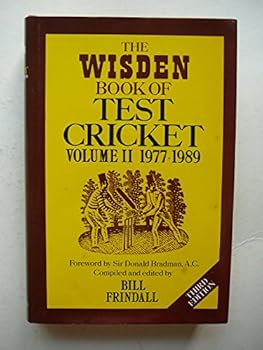 THE
WISDEN
BOOK OF
TEST
CRICKET
VOLUME II 1977-1989
Foreword by Sir Donald Bradman, A.C.
Compiled and edited by
BILL
FRINDALL
THIRD
EDITION